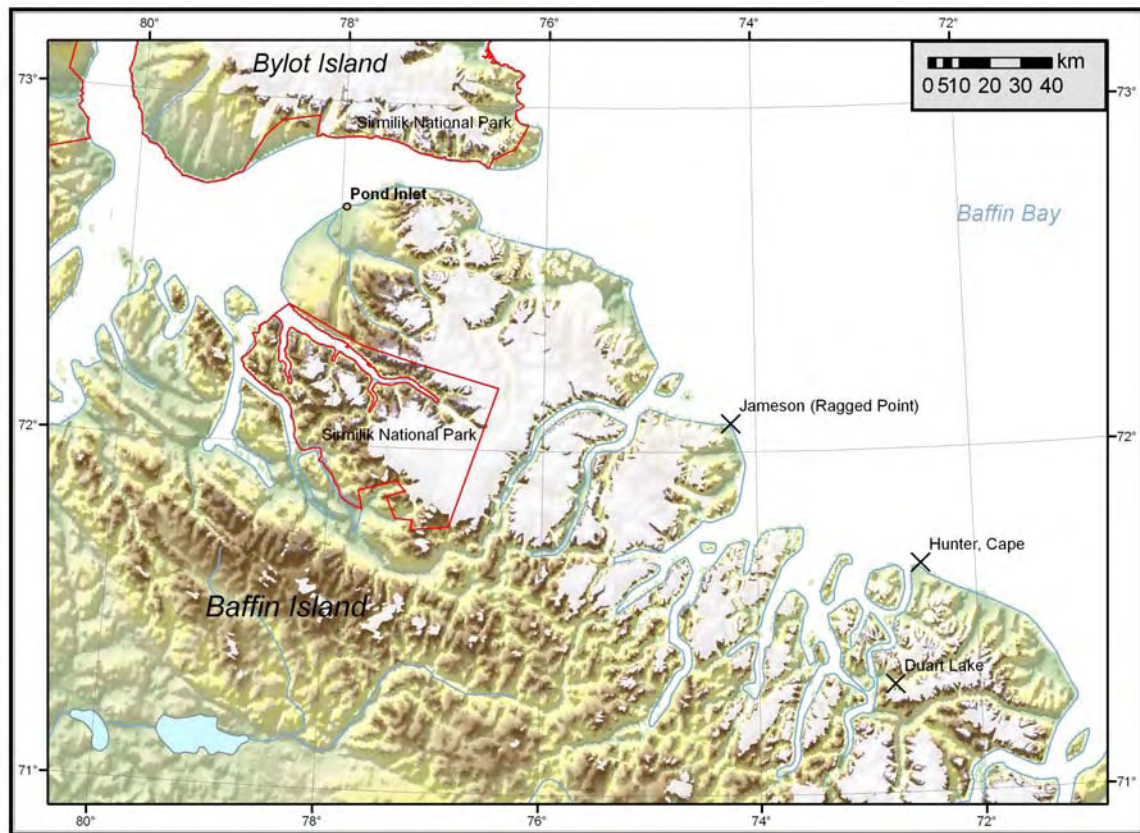 80°
78°
76°
74°
72°
Bylot Island
km
0 5 10 20 30 40
73°
73°
Sirmilik National Park
Pond Inlet
Baffin Bay
Jameson (Ragged Point)
72°
Sirmilik National Park
72°
Hunter, Cape
Baffin Island
Duart Lake
71°
71°
80°
78°
76°
74°
72°